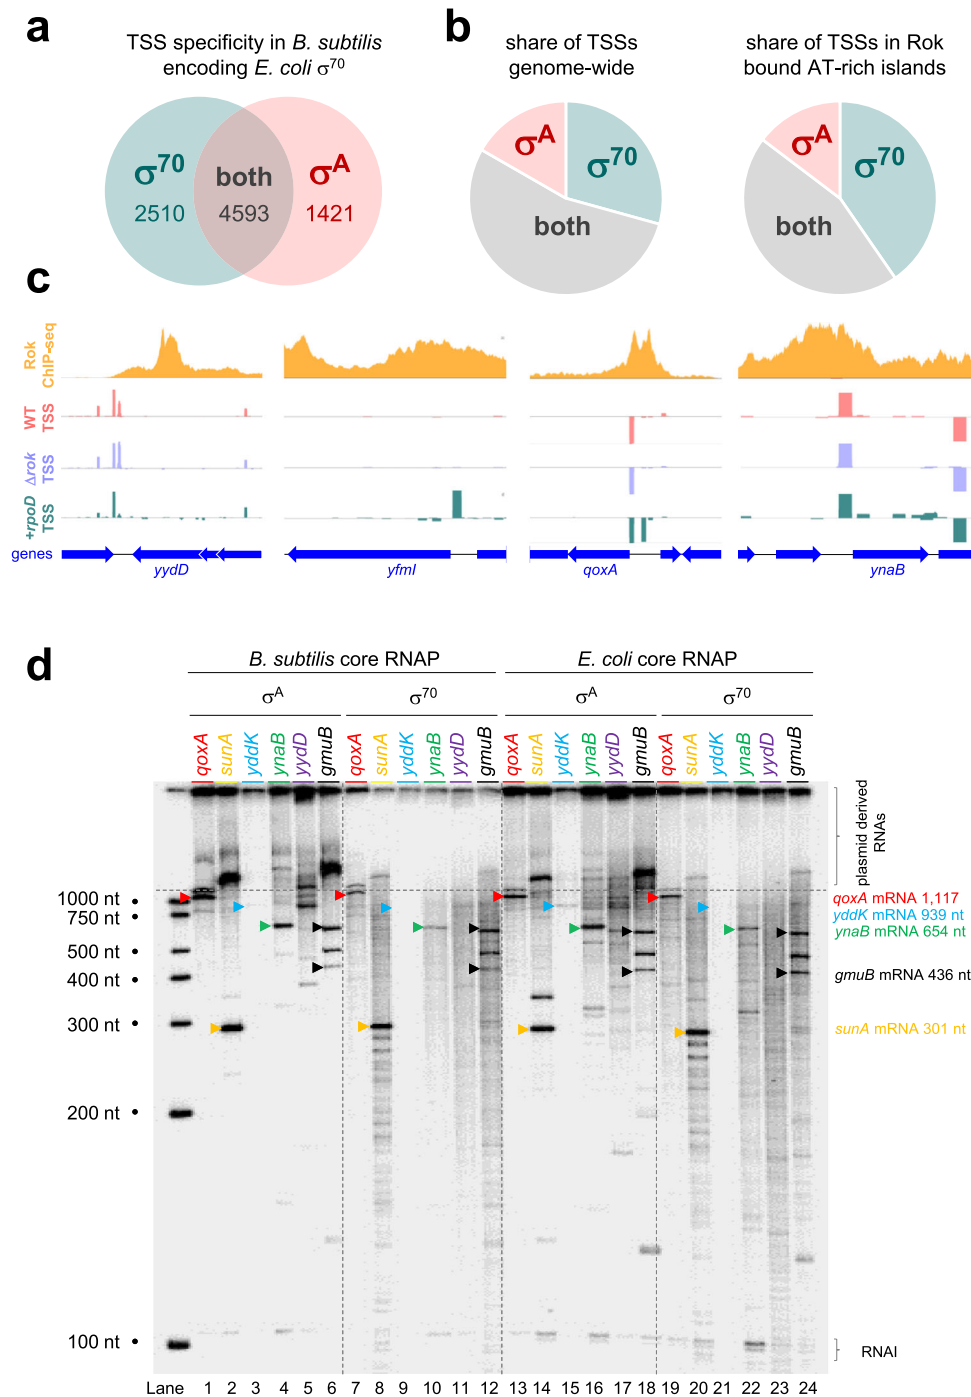 a
TSS specificity in B. subtilis
encoding E. coli σ70
σ70
2510
both
4593
σA
1421
b
share of TSSs
genome-wide
σA
σ70
both
share of TSSs in Rok
bound AT-rich islands
σA
σ70
both
c
Rok
ChIP-seq
WT
TSS
Δrok
TSS
+rpoD
TSS
genes
yydD
yfmI
qoxA
ynaB
d
B. subtilis core RNAP
E. coli core RNAP
σA
σ70
σA
σ70
qoxA sunA yddK ynaB yydD gmuB qoxA sunA yddK ynaB yydD gmuB qoxA sunA yddK ynaB yydD gmuB qoxA sunA yddK ynaB yydD gmuB
plasmid derived
RNAs
1000 nt
750 nt
500 nt
400 nt
300 nt
200 nt
100 nt
qoxA mRNA 1,117
yddK mRNA 939 nt
ynaB mRNA 654 nt
gmuB mRNA 436 nt
sunA mRNA 301 nt
RNAI
Lane 1 2 3 4 5 6 7 8 9 10 11 12 13 14 15 16 17 18 19 20 21 22 23 24